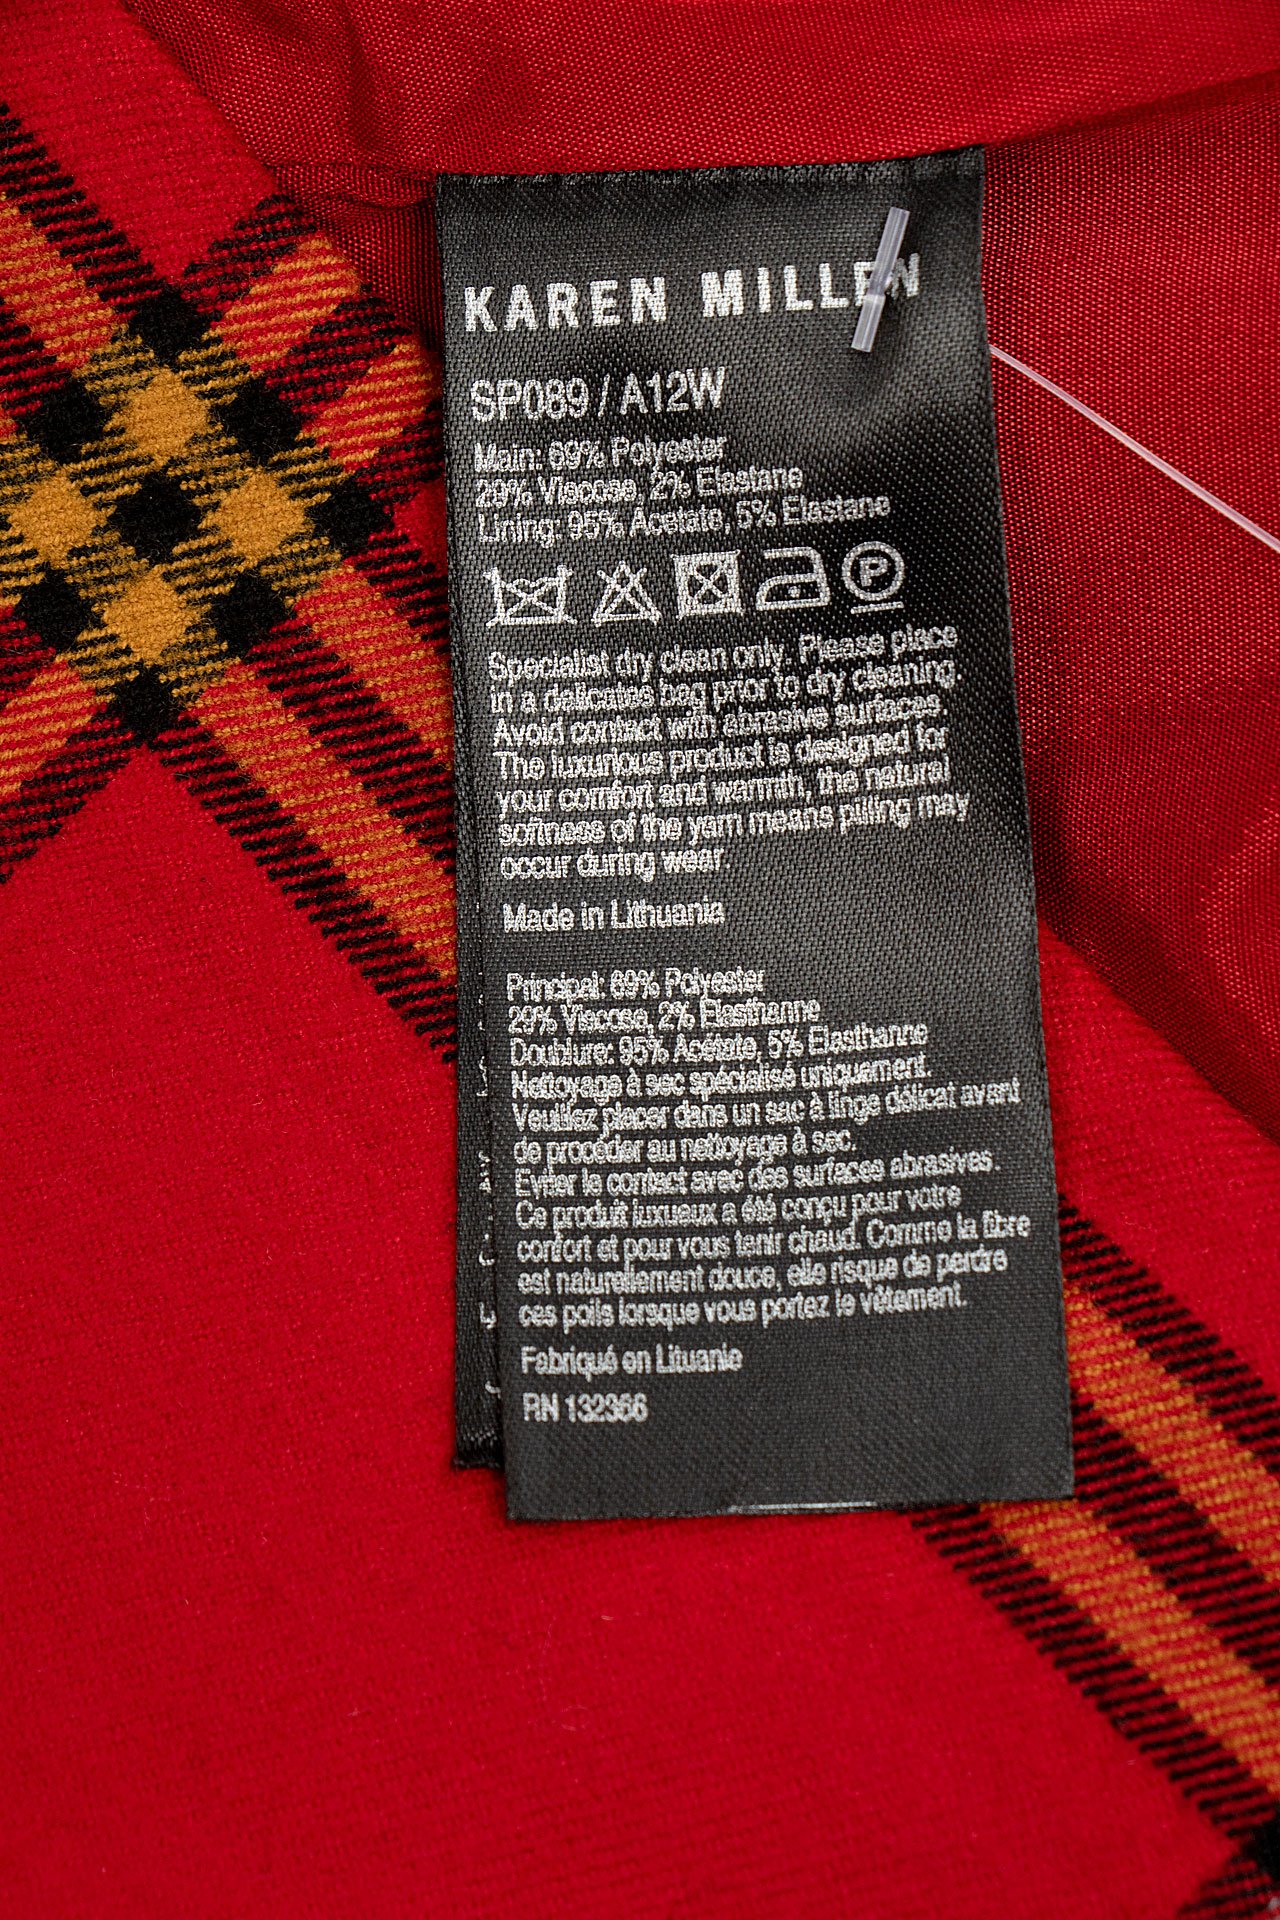 KAREN MILLEN
SP089 / A12W
Main: 69% Polyester
29% Viscose, 2% Elastane
Lining: 95% Acetate, 5% Elastane
P
Specialist dry clean only. Please place
in a delicates bag prior to dry cleaning.
Avoid contact with abrasive surfaces.
The luxurious product is designed for
your comfort and warmth, the natural
softness of the yarn means pilling may
occur during wear.
Made in Lithuania
Principal: 69% Polyester
29% Viscose, 2% Elasthanne
Doublure: 95% Acétate, 5% Elasthanne
Nettoyage à sec spécialisé uniquement.
Veuillez placer dans un sac à linge délicat avant
de procéder au nettoyage à sec.
Eviter le contact avec des surfaces abrasives.
Ce produit luxueux a été conçu pour votre
confort et pour vous tenir chaud. Comme la fibre
est naturellement douce, elle risque de perdre
ces poils lorsque vous portez le vêtement.
Fabriqué en Lituanie
RN 132366